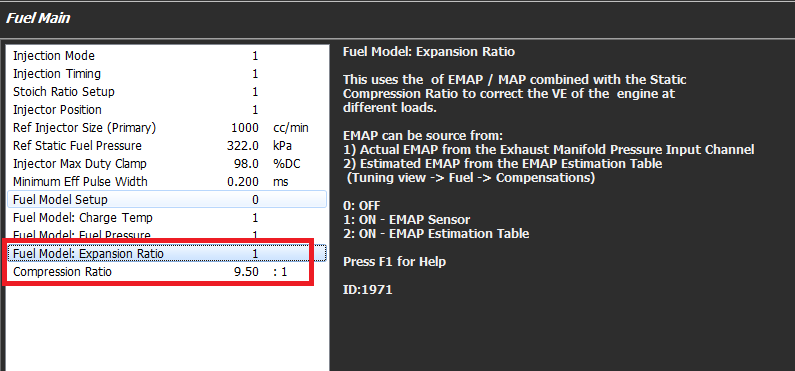 Fuel Main
Injection Mode 1
Injection Timing 1
Stoich Ratio Setup 1
Injector Position 1
Ref Injector Size (Primary) 1000 cc/min
Ref Static Fuel Pressure 322.0 kPa
Injector Max Duty Clamp 98.0 %DC
Minimum Eff Pulse Width 0.200 ms
Fuel Model Setup 0
Fuel Model: Charge Temp 1
Fuel Model: Fuel Pressure 1
Fuel Model: Expansion Ratio 1
Compression Ratio 9.50 : 1
Fuel Model: Expansion Ratio
This uses the  of EMAP / MAP combined with the Static
Compression Ratio to correct the VE of the  engine at
different loads.
EMAP can be source from:
1) Actual EMAP from the Exhaust Manifold Pressure Input Channel
2) Estimated EMAP from the EMAP Estimation Table
(Tuning view -> Fuel -> Compensations)
0: OFF
1: ON - EMAP Sensor
2: ON - EMAP Estimation Table
Press F1 for Help
ID:1971